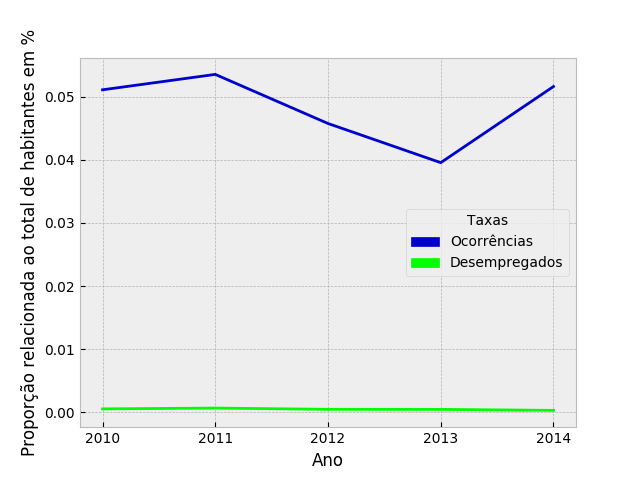 Proporção relacionada ao total de habitantes em %
0.05
0.04
0.03
0.02
0.01
0.00
Taxas
Ocorrências
Desempregados
2010 2011 2012 2013 2014
Ano